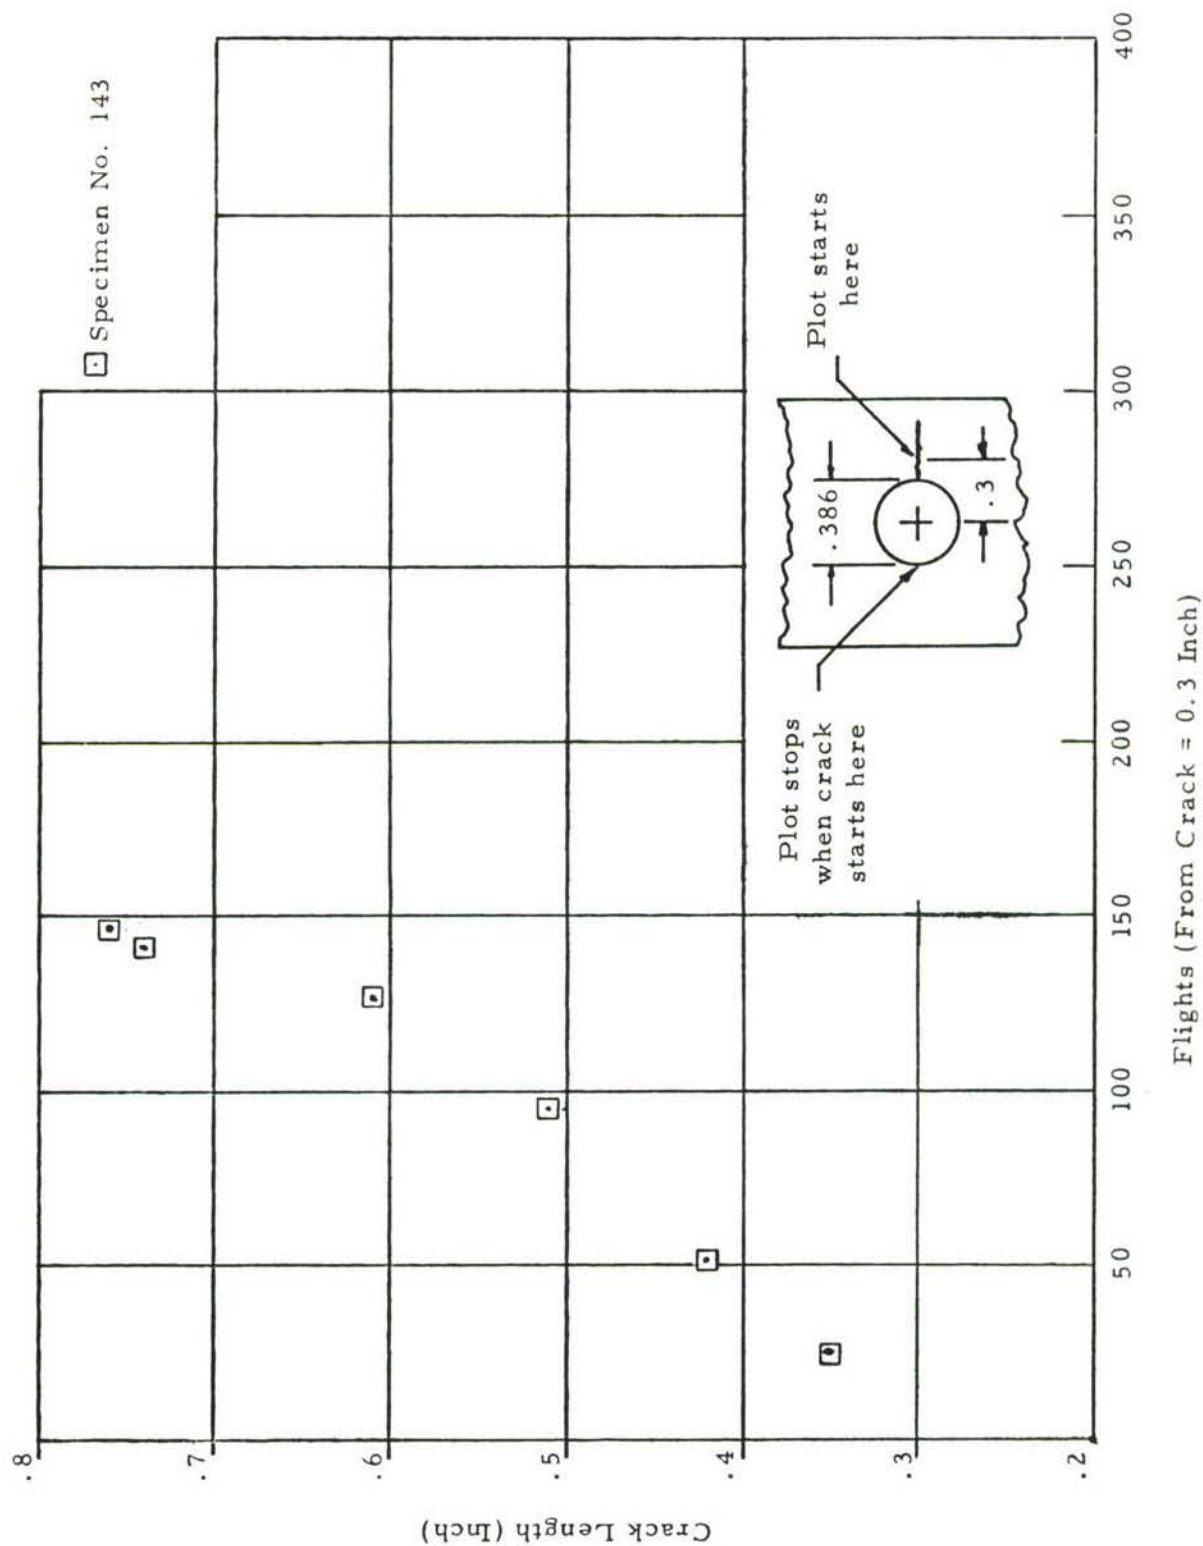 Specimen No. 143
Crack Length (Inch)
.8
.7
.6
.5
.4
.3
.2
Plot stops
when crack
starts here
.386
.3
Plot starts
here
50
100
150
200
250
300
350
400
Flights (From Crack = 0.3 Inch)